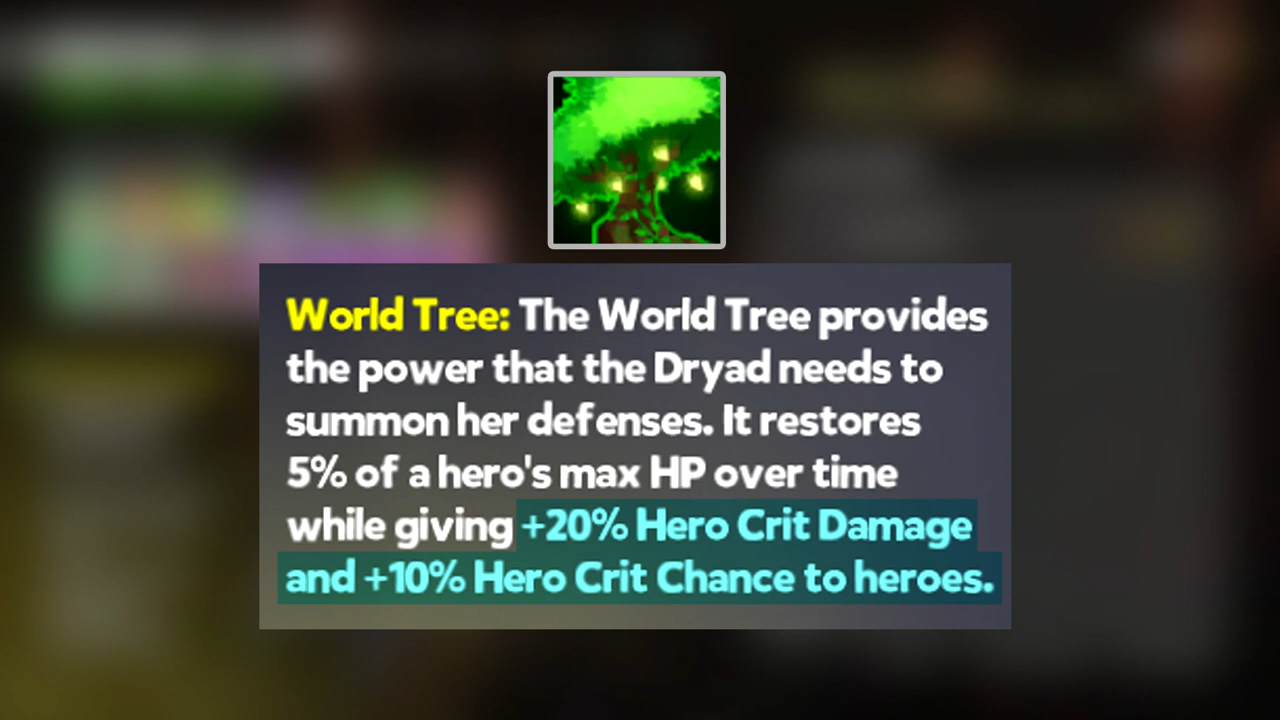 World Tree: The World Tree provides
the power that the Dryad needs to
summon her defenses. It restores
5% of a hero's max HP over time
while giving +20% Hero Crit Damage
and +10% Hero Crit Chance to heroes.